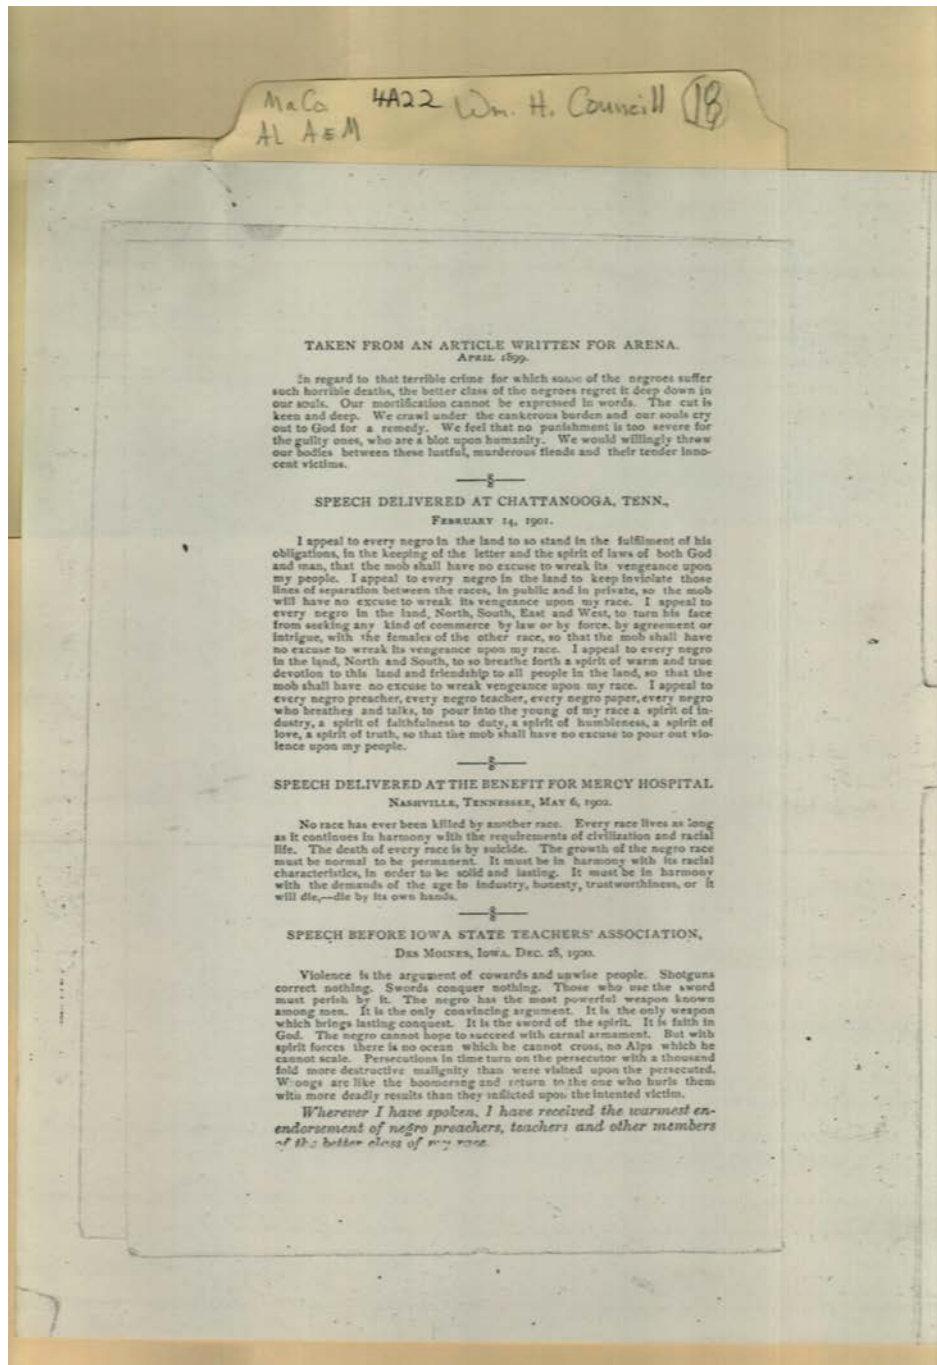 MaCo 4A22 Wm. H. Councill 18
AL A&M
TAKEN FROM AN ARTICLE WRITTEN FOR ARENA.
APRIL 1899.
In regard to that terrible crime for which some of the negroes suffer
such horrible deaths, the better class of the negroes regret it deep down in
our souls. Our mortification cannot be expressed in words. The cut is
keen and deep. We crawl under the cankerous burden and our souls cry
out to God for a remedy. We feel that no punishment is too severe for
the guilty ones, who are a blot upon humanity. We would willingly throw
our bodies between these lustful, murderous fiends and their tender inno-
cent victims.
SPEECH DELIVERED AT CHATTANOOGA, TENN.,
FEBRUARY 14, 1901.
I appeal to every negro in the land to so stand in the fulfilment of his
obligations, in the keeping of the letter and the spirit of laws of both God
and man, that the mob shall have no excuse to wreak its vengeance upon
my people. I appeal to every negro in the land to keep inviolate those
lines of separation between the races, in public and in private, so the mob
will have no excuse to wreak its vengeance upon my race. I appeal to
every negro in the land, North, South, East and West, to turn his face
from seeking any kind of commerce by law or by force, by agreement or
intrigue, with the females of the other race, so that the mob shall have
no excuse to wreak its vengeance upon my race. I appeal to every negro
in the land, North and South, to so breathe forth a spirit of warm and true
devotion to this land and friendship to all people in the land, so that the
mob shall have no excuse to wreak vengeance upon my race. I appeal to
every negro preacher, every negro teacher, every negro paper, every negro
who breathes and talks, to pour into the young of my race a spirit of in-
dustry, a spirit of faithfulness to duty, a spirit of humbleness, a spirit of
love, a spirit of truth, so that the mob shall have no excuse to pour out vio-
lence upon my people.
SPEECH DELIVERED AT THE BENEFIT FOR MERCY HOSPITAL
NASHVILLE, TENNESSEE, MAY 6, 1902.
No race has ever been killed by another race. Every race lives as long
as it continues in harmony with the requirements of civilization and racial
life. The death of every race is by suicide. The growth of the negro race
must be normal to be permanent. It must be in harmony with its racial
characteristics, in order to be solid and lasting. It must be in harmony
with the demands of the age in industry, honesty, trustworthiness, or it
will die,—die by its own hands.
SPEECH BEFORE IOWA STATE TEACHERS' ASSOCIATION,
DES MOINES, IOWA. DEC. 28, 1900.
Violence is the argument of cowards and unwise people. Shotguns
correct nothing. Swords conquer nothing. Those who use the sword
must perish by it. The negro has the most powerful weapon known
among men. It is the only convincing argument. It is the only weapon
which brings lasting conquest. It is the sword of the spirit. It is faith in
God. The negro cannot hope to succeed with carnal armament. But with
spirit forces there is no ocean which he cannot cross, no Alps which he
cannot scale. Persecutions in time turn on the persecutor with a thousand
fold more destructive malignity than were visited upon the persecuted.
Wrongs are like the boomerang and return to the one who hurls them
with more deadly results than they inflicted upon the intented victim.
Wherever I have spoken, I have received the warmest en-
endorsement of negro preachers, teachers and other members
of the better class of my race.